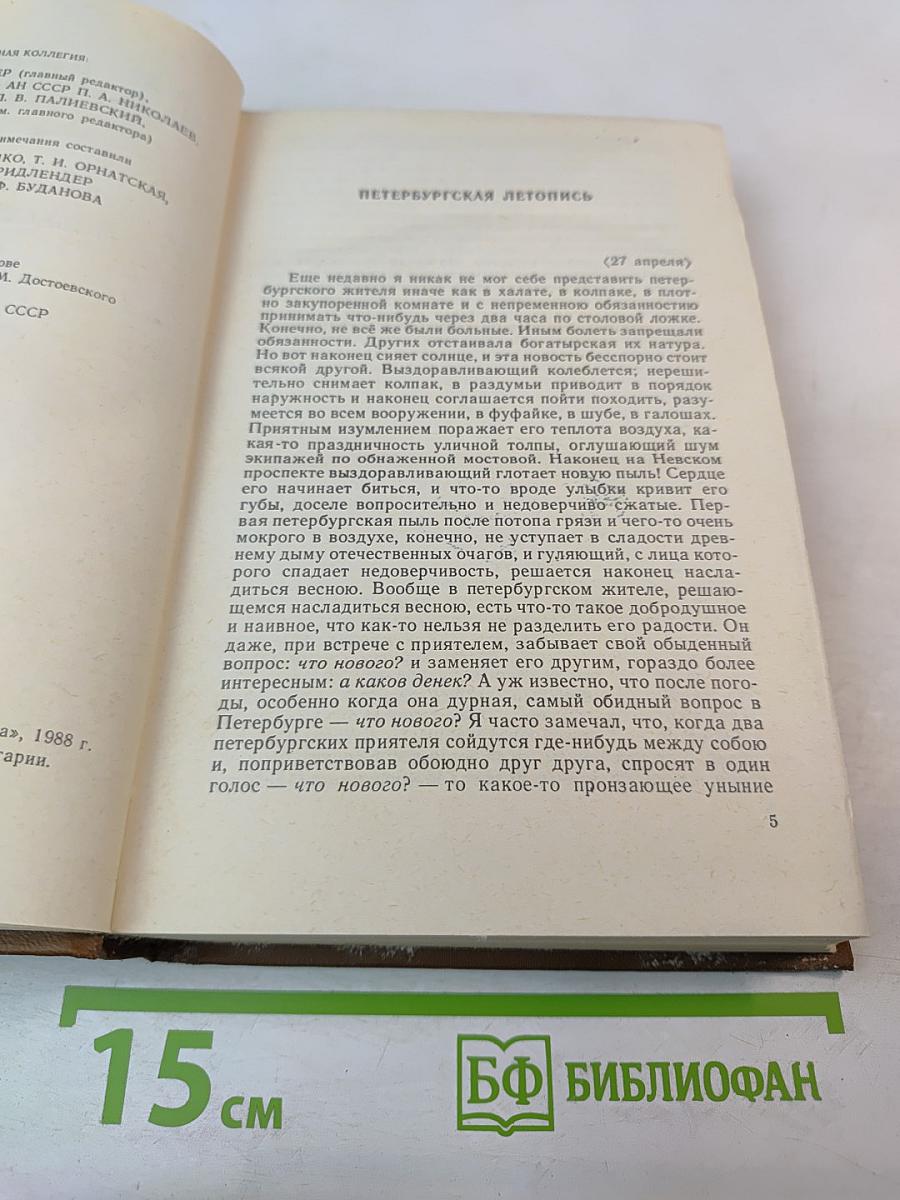 НАЯ КОЛЛЕГИЯ:
ЕР (главный редактор),
АН СССР П. А. НИКОЛАЕВ,
В. ПАЛИЕВСКИЙ,
м. главного редактора)
имечания составили
КО, Т. И. ОРНАТСКАЯ,
РИДЛЕНДЕР
Ф. БУДАНОВА
ове
М. Достоевского
СССР
а», 1988 г.
гарии.
ПЕТЕРБУРГСКАЯ ЛЕТОПИСЬ
〈27 апреля〉
Еще недавно я никак не мог себе представить петер-
бургского жителя иначе как в халате, в колпаке, в плот-
но закупоренной комнате и с непременною обязанностию
принимать что-нибудь через два часа по столовой ложке.
Конечно, не всё же были больные. Иным болеть запрещали
обязанности. Других отстаивала богатырская их натура.
Но вот наконец сияет солнце, и эта новость бесспорно стоит
всякой другой. Выздоравливающий колеблется; нереши-
тельно снимает колпак, в раздумьи приводит в порядок
наружность и наконец соглашается пойти походить, разу-
меется во всем вооружении, в фуфайке, в шубе, в галошах.
Приятным изумлением поражает его теплота воздуха, ка-
кая-то праздничность уличной толпы, оглушающий шум
экипажей по обнаженной мостовой. Наконец на Невском
проспекте выздоравливающий глотает новую пыль! Сердце
его начинает биться, и что-то вроде улыбки кривит его
губы, доселе вопросительно и недоверчиво сжатые. Пер-
вая петербургская пыль после потопа грязи и чего-то очень
мокрого в воздухе, конечно, не уступает в сладости древ-
нему дыму отечественных очагов, и гуляющий, с лица кото-
рого спадает недоверчивость, решается наконец насла-
диться весною. Вообще в петербургском жителе, решаю-
щемся насладиться весною, есть что-то такое добродушное
и наивное, что как-то нельзя не разделить его радости. Он
даже, при встрече с приятелем, забывает свой обыденный
вопрос: что нового? и заменяет его другим, гораздо более
интересным: а каков денек? А уж известно, что после пого-
ды, особенно когда она дурная, самый обидный вопрос в
Петербурге — что нового? Я часто замечал, что, когда два
петербургских приятеля сойдутся где-нибудь между собою
и, поприветствовав обоюдно друг друга, спросят в один
голос — что нового? — то какое-то пронзающее уныние
5
15 см
БФ БИБЛИОФАН